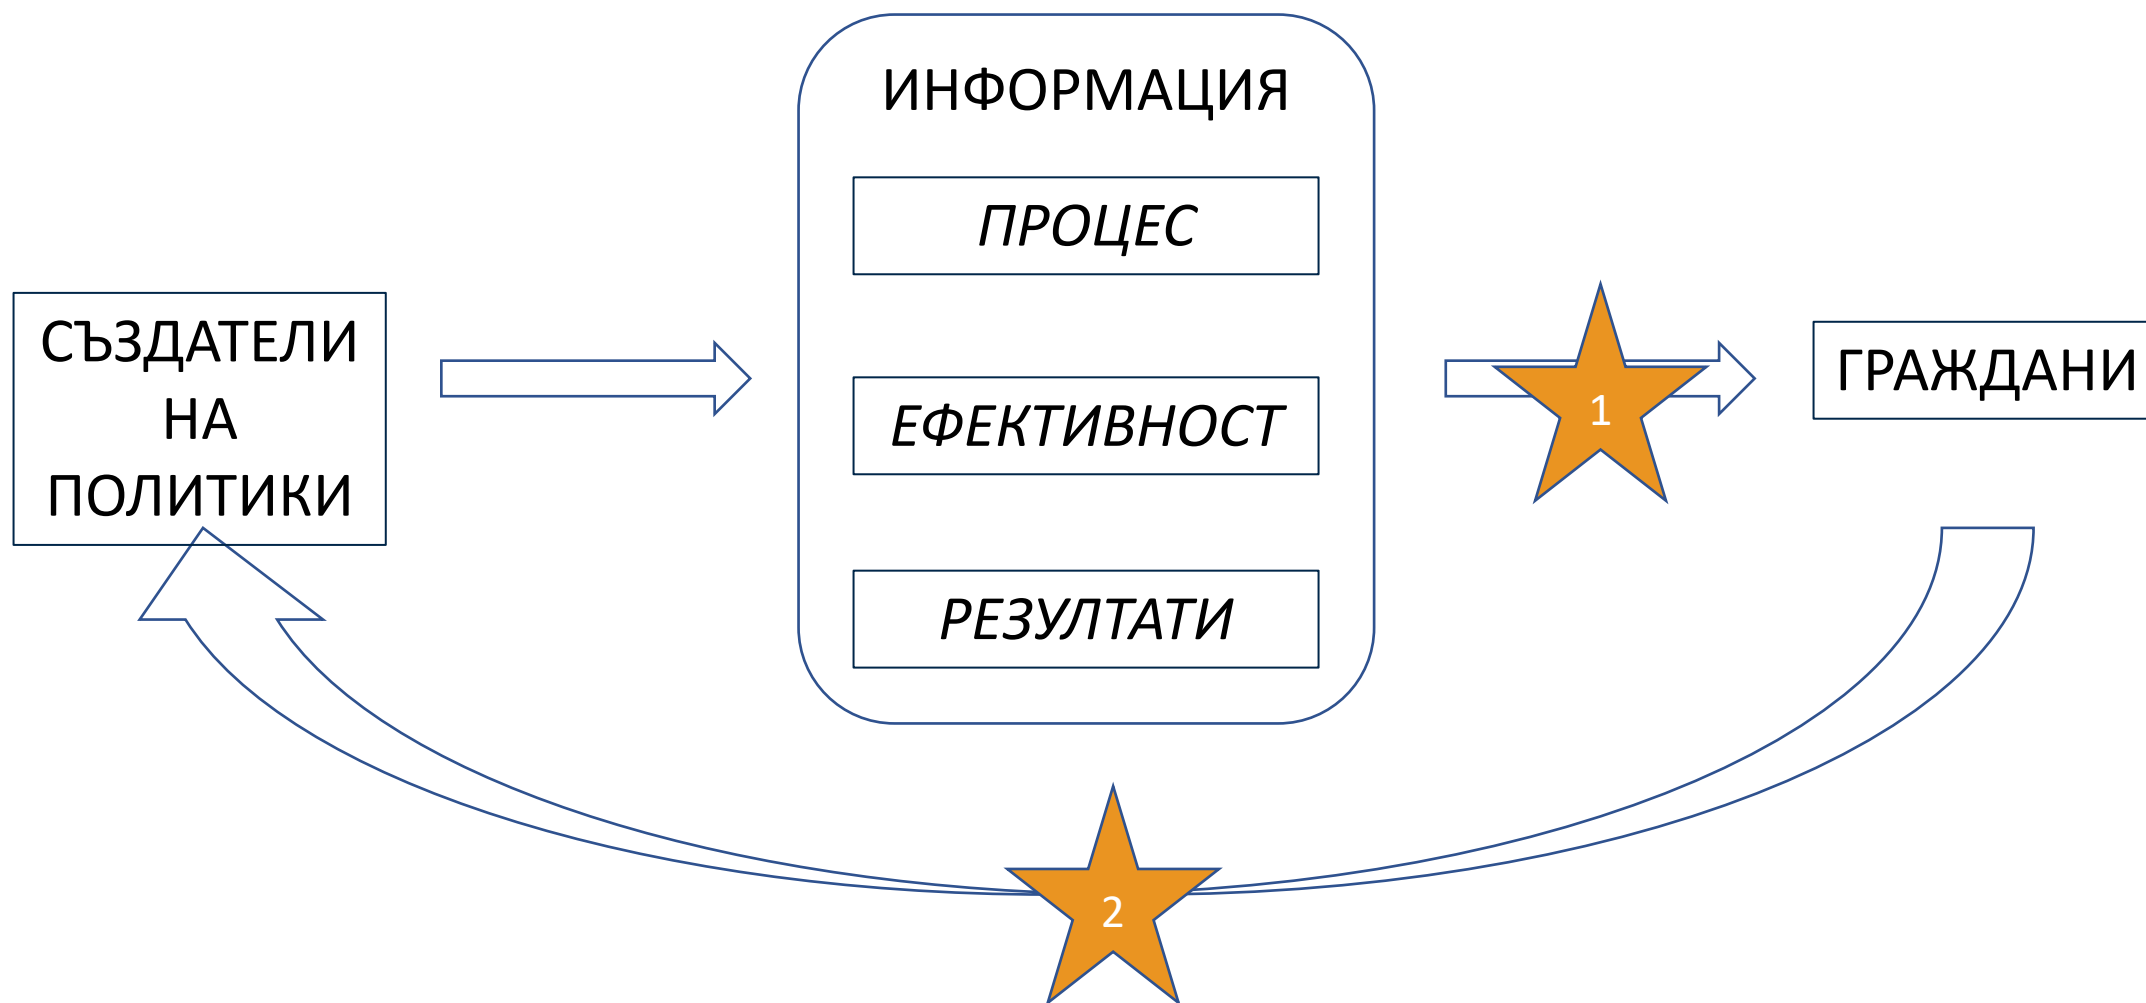 СЪЗДАТЕЛИ
НА
ПОЛИТИКИ
ИНФОРМАЦИЯ
ПРОЦЕС
ЕФЕКТИВНОСТ
РЕЗУЛТАТИ
1
ГРАЖДАНИ
2